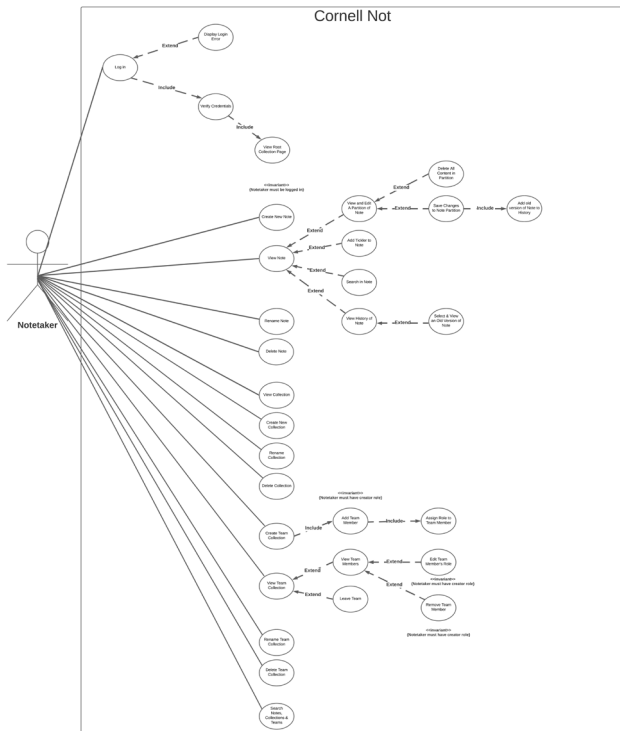 Cornell Not
Display Login
Error
Extend
Log in
Include
Verify Credentials
Include
View Root
Collection Page
<<Invariant>>
{Notetaker must be logged in}
Delete All
Content in
Partition
Extend
View and Edit
A Partition of
Note
Extend
Save Changes
to Note Partition
Include
Add old
version of Note to
History
Create New Note
Extend
View Note
Extend
Add Tekler to
Note
Extend
Search in Note
Extend
View History of
Note
Extend
Select & View
an Old Version of
Note
Notetaker
Rename Note
Delete Note
View Collection
Create New
Collection
Rename
Collection
Delete Collection
<<Invariant>>
{Notetaker must have creator role}
Create Team
Collection
Include
Add Team
Member
Include
Assign Role to
Team Member
View Team
Collection
Extend
View Team
Members
Extend
Edit Team
Member's Role
<<Invariant>>
{Notetaker must have creator role}
Extend
Leave Team
Extend
Remove Team
Member
<<Invariant>>
{Notetaker must have creator role}
Rename Team
Collection
Delete Team
Collection
Search
Notes,
Collections &
Teams